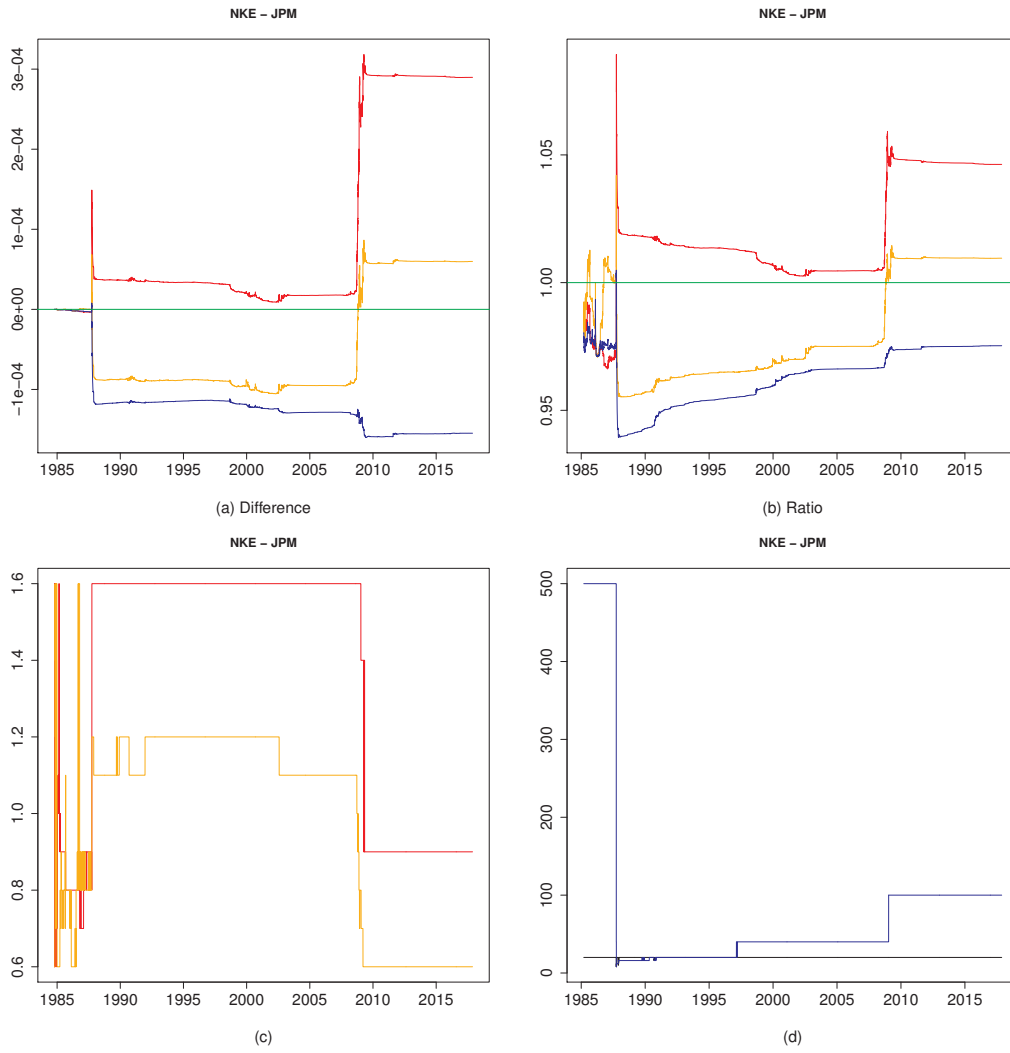 NKE – JPM
3e−04
2e−04
1e−04
0e+00
−1e−04
1985 1990 1995 2000 2005 2010 2015
(a) Difference
NKE – JPM
1.05
1.00
0.95
1985 1990 1995 2000 2005 2010 2015
(b) Ratio
NKE – JPM
1.6
1.4
1.2
1.0
0.8
0.6
1985 1990 1995 2000 2005 2010 2015
(c)
NKE – JPM
500
400
300
200
100
0
1985 1990 1995 2000 2005 2010 2015
(d)